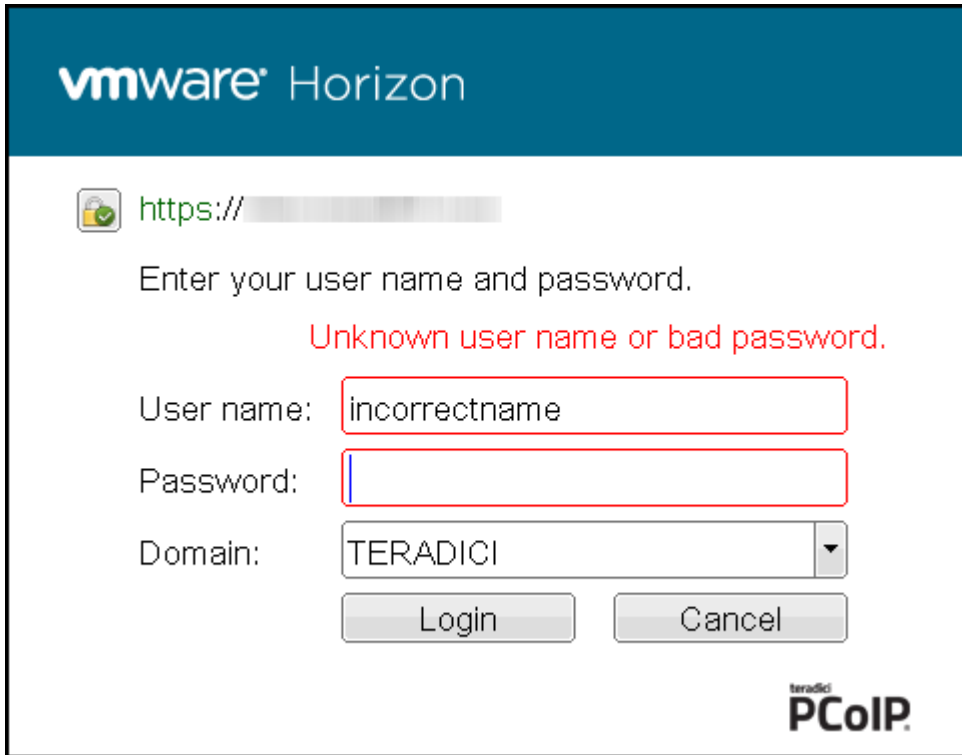 vmware Horizon
https://
Enter your user name and password.
Unknown user name or bad password.
User name: incorrectname
Password:
Domain: TERADICI
Login Cancel
teradici
PCoIP